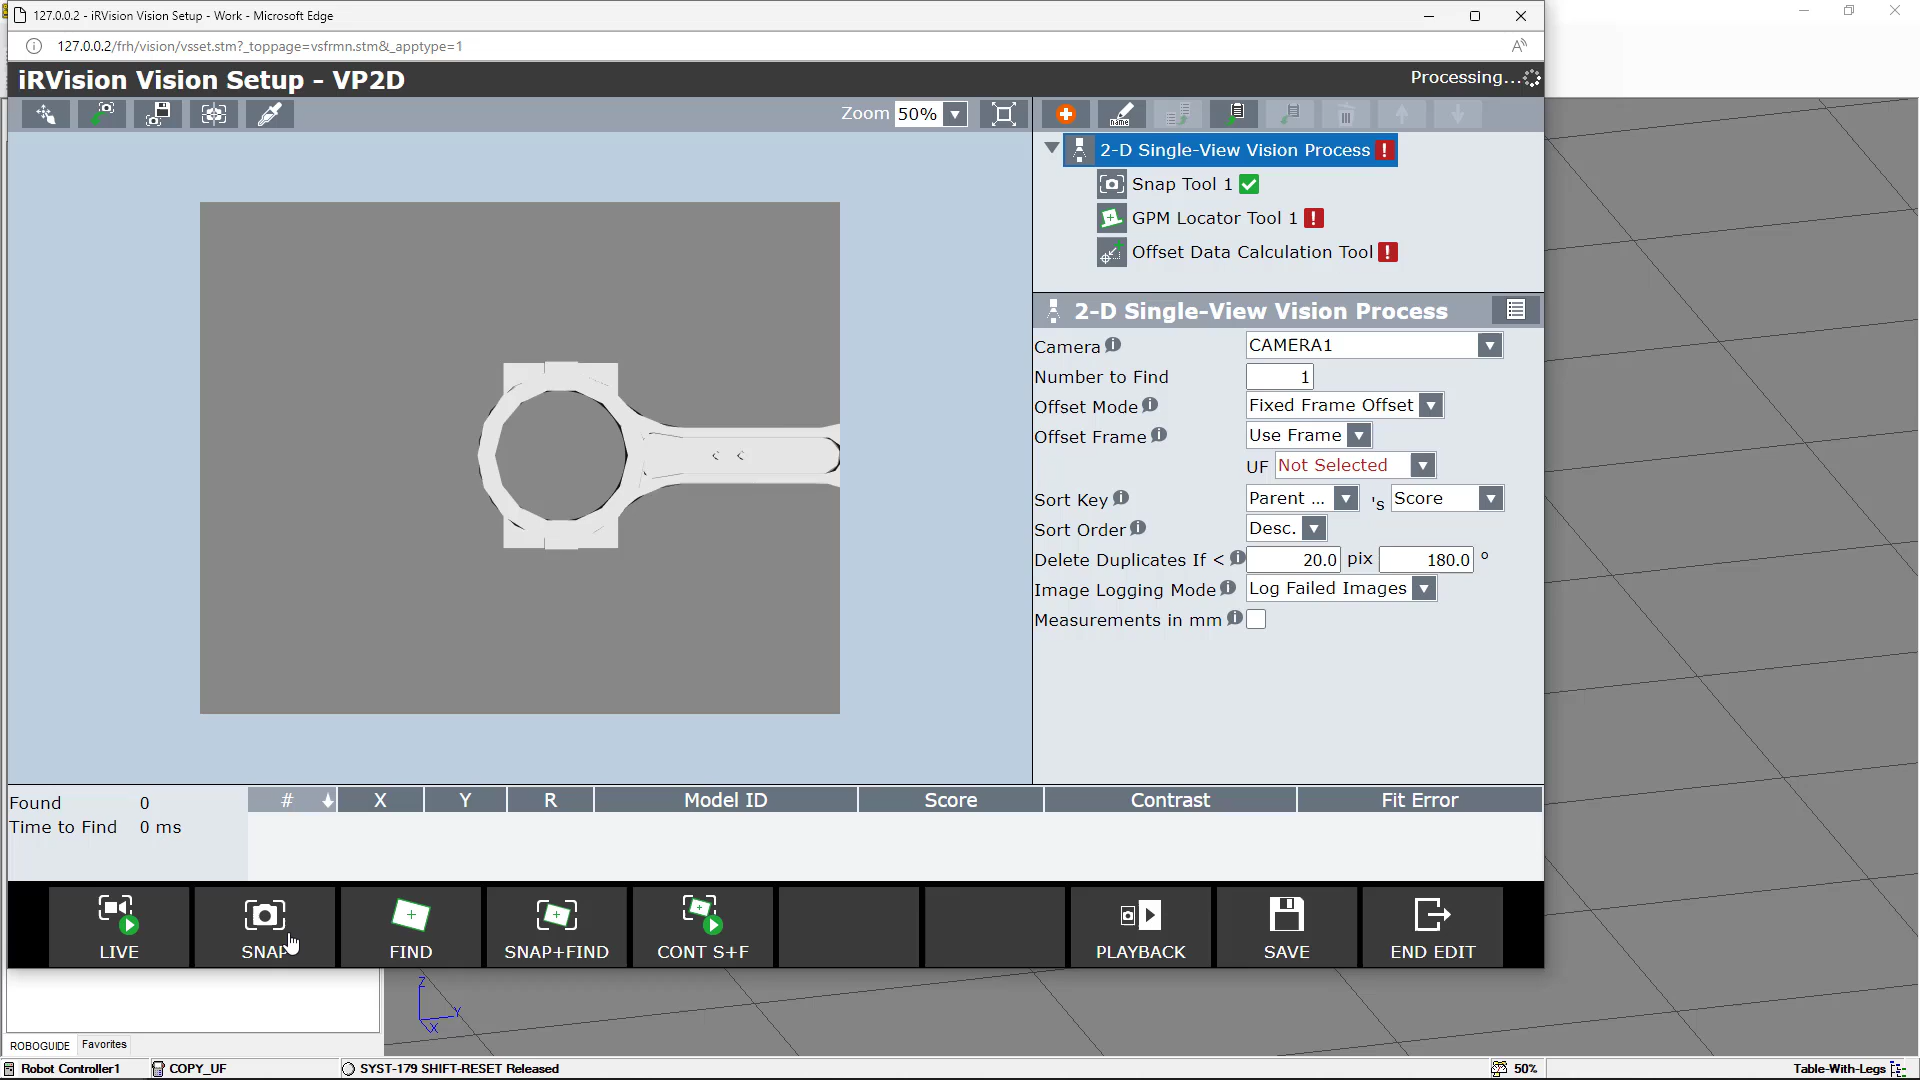 127.0.0.2 - iRVision Vision Setup - Work - Microsoft Edge
127.0.0.2/frh/vision/vsset.stm?_toppage=vsfrmn.stm&_apptype=1
iRVision Vision Setup - VP2D
Processing...
Zoom 50%
name
2-D Single-View Vision Process
Snap Tool 1
GPM Locator Tool 1
Offset Data Calculation Tool
2-D Single-View Vision Process
Camera CAMERA1
Number to Find 1
Offset Mode Fixed Frame Offset
Offset Frame Use Frame
UF Not Selected
Sort Key Parent ... 's Score
Sort Order Desc.
Delete Duplicates If < 20.0 pix 180.0 °
Image Logging Mode Log Failed Images
Measurements in mm
Found 0
Time to Find 0 ms
# X Y R Model ID Score Contrast Fit Error
LIVE SNAP FIND SNAP+FIND CONT S+F PLAYBACK SAVE END EDIT
Z
Y
X
ROBOGUIDE Favorites
Robot Controller1 COPY_UF SYST-179 SHIFT-RESET Released 50% Table-With-Legs